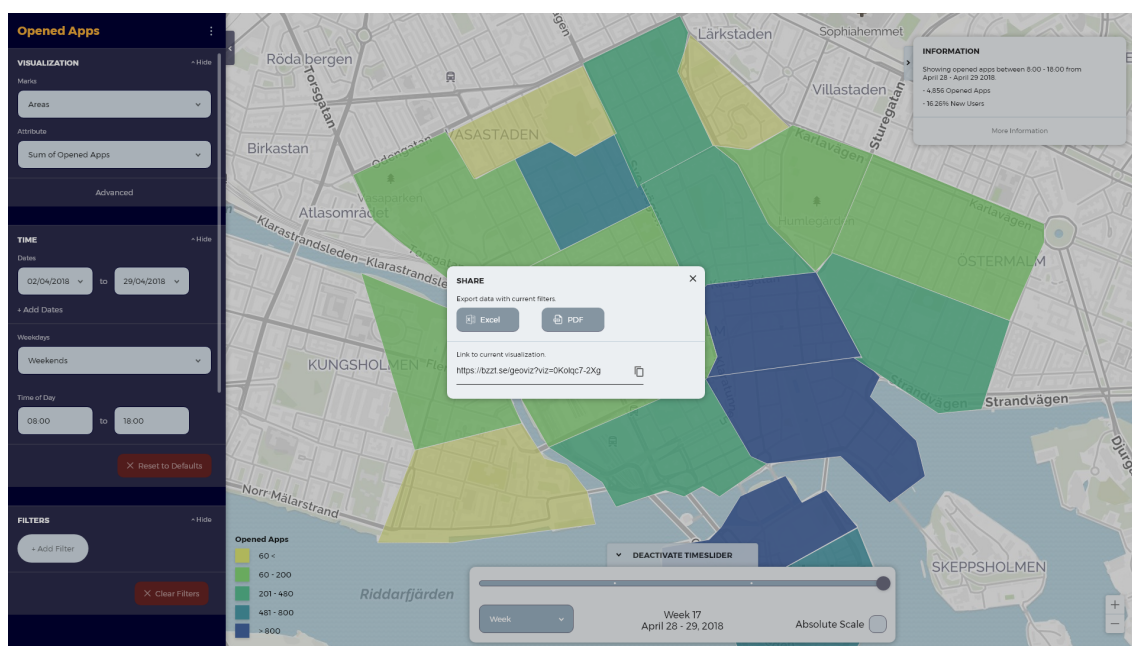 Opened Apps
VISUALIZATION
Hide
Marks
Areas
Attribute
Sum of Opened Apps
Advanced
TIME
Hide
Dates
02/04/2018 to 29/04/2018
+ Add Dates
Weekdays
Weekends
Time of Day
08:00 to 18:00
× Reset to Defaults
FILTERS
Hide
+ Add Filter
× Clear Filters
Röda bergen
Torsgatan
Birkastan
Odengatan
VASASTADEN
Vasaparken
Atlasområdet
Klarastrandsleden
Klarastrandsle
Torsga
KUNGSHOLMEN
Norr Mälarstrand
Riddarfjärden
Lärkstaden
Sophiahemmet
Villastaden
Sturegatan
Karlavägen
Karlavägen
Humlegården
ÖSTERMALM
Strandvägen
Strandvägen
Djurg
SKEPPSHOLMEN
INFORMATION
Showing opened apps between 8:00 - 18:00 from
April 28 - April 29 2018.
- 4.856 Opened Apps
- 16.26% New Users
More Information
SHARE
Export data with current filters.
Excel
PDF
Link to current visualization.
https://bzzt.se/geoviz?viz=0Kolqc7-2Xg
Opened Apps
60 <
60 - 200
201 - 480
481 - 800
> 800
DEACTIVATE TIMESLIDER
Week
Week 17
April 28 - 29, 2018
Absolute Scale
+
−